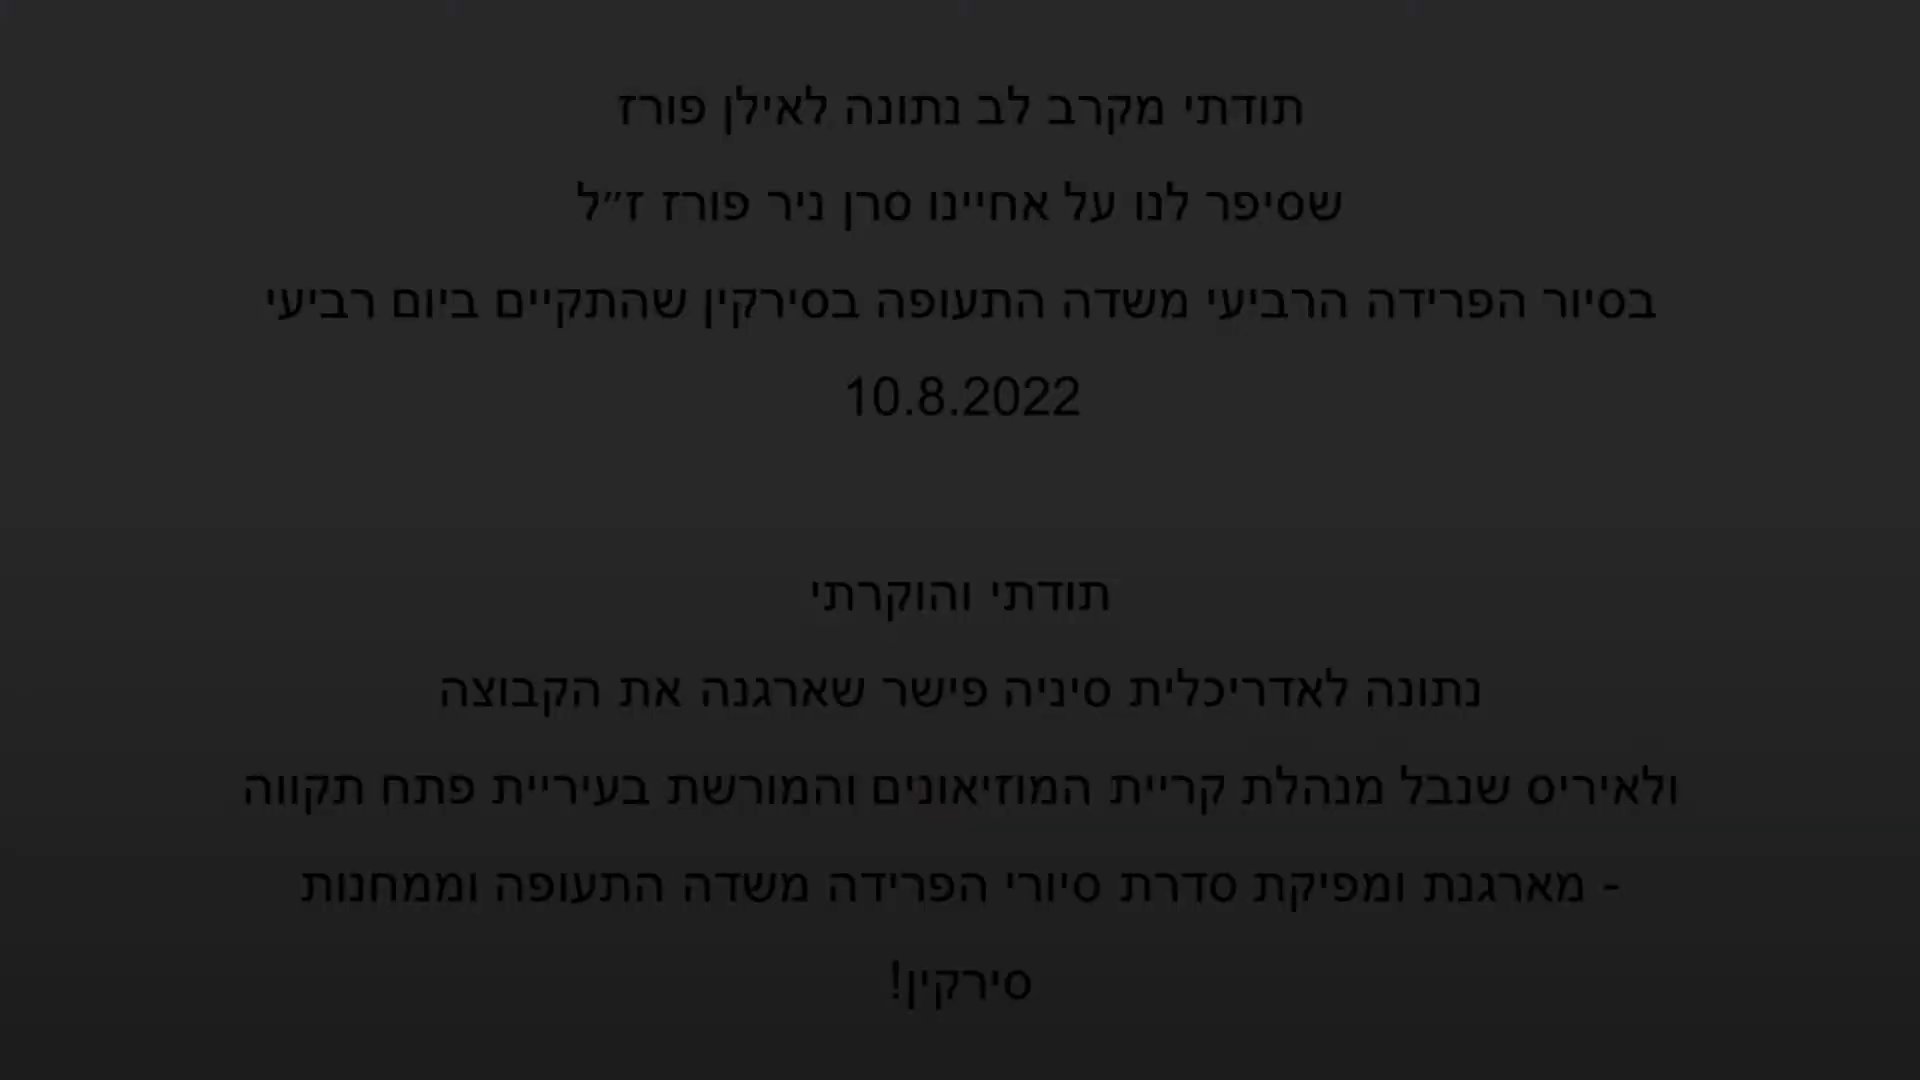 תודתי מקרב לב נתונה לאילן פורז
שסיפר לנו על אחיינו סרן ניר פורז ז״ל
בסיור הפרידה הרביעי משדה התעופה בסירקין שהתקיים ביום רביעי
10.8.2022
תודתי והוקרתי
נתונה לאדריכלית סיניה פישר שארגנה את הקבוצה
ולאיריס שנבל מנהלת קריית המוזיאונים והמורשת בעיריית פתח תקווה
- מארגנת ומפיקת סדרת סיורי הפרידה משדה התעופה וממחנות
סירקין!